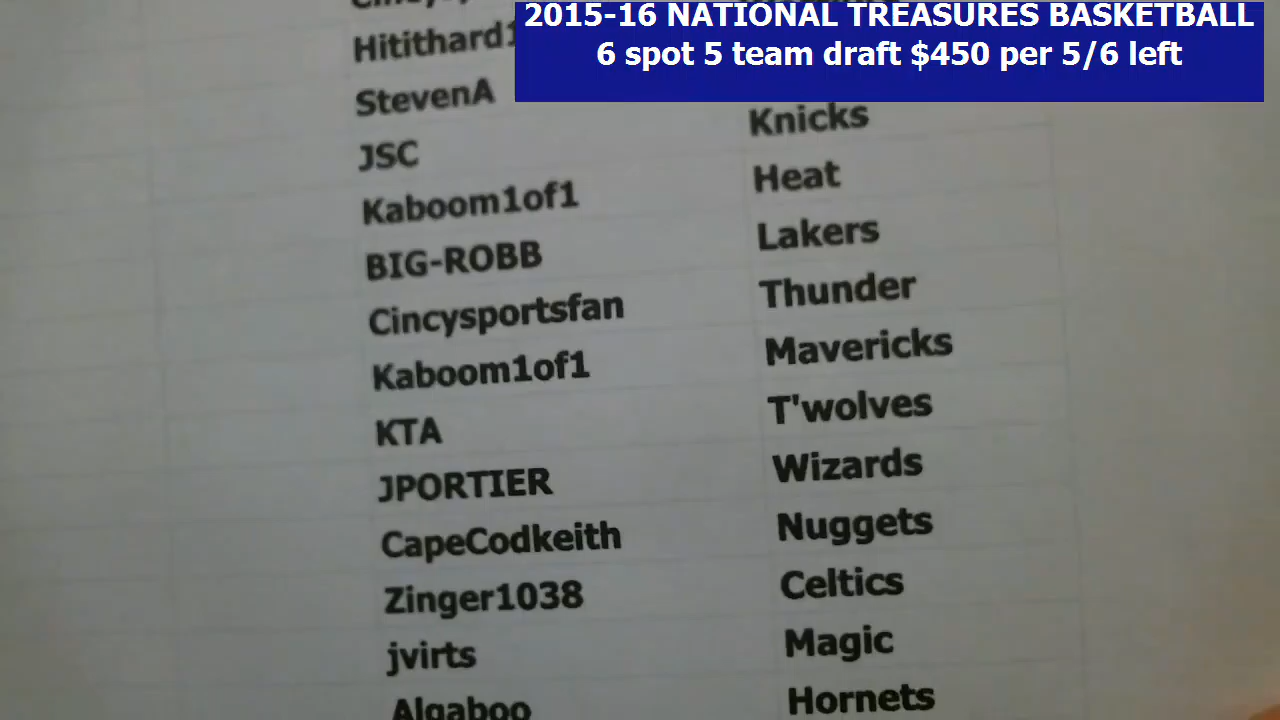 2015-16 NATIONAL TREASURES BASKETBALL
6 spot 5 team draft $450 per 5/6 left
Hitithard1
StevenA
JSC Knicks
Kaboom1of1 Heat
BIG-ROBB Lakers
Cincysportsfan Thunder
Kaboom1of1 Mavericks
KTA T'wolves
JPORTIER Wizards
CapeCodkeith Nuggets
Zinger1038 Celtics
jvirts Magic
Algaboo Hornets